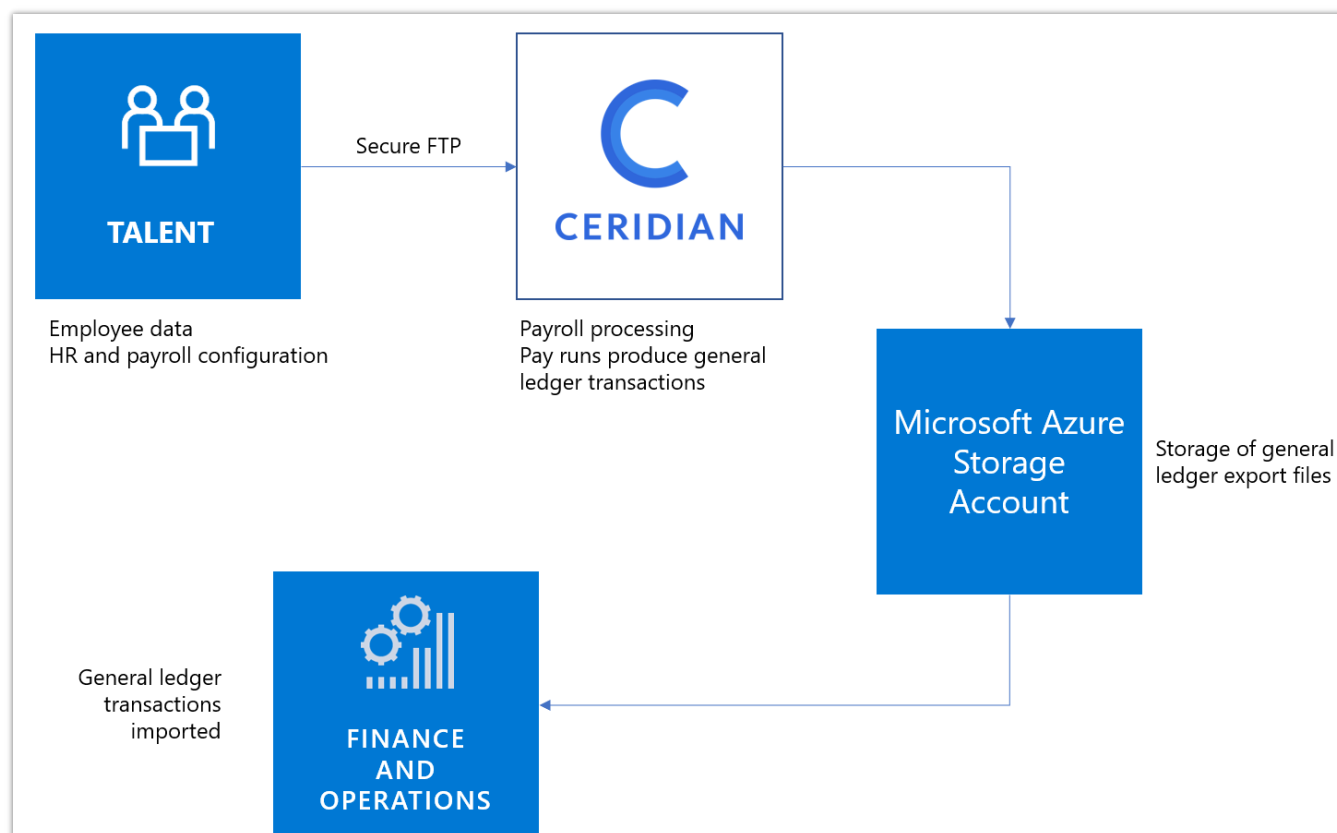 TALENT
Secure FTP
CERIDIAN
Employee data
HR and payroll configuration
Payroll processing
Pay runs produce general
ledger transactions
Microsoft Azure
Storage
Account
Storage of general
ledger export files
General ledger
transactions
imported
FINANCE
AND
OPERATIONS